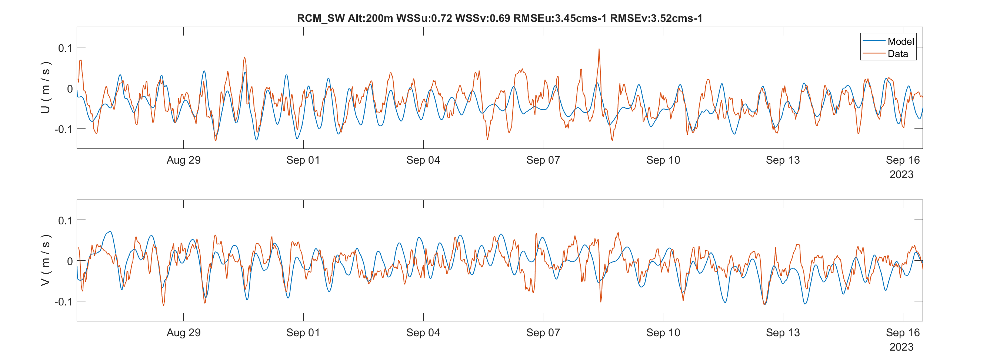 RCM_SW Alt:200m WSSu:0.72 WSSv:0.69 RMSEu:3.45cms-1 RMSEv:3.52cms-1
U ( m / s )
0.1
0
-0.1
Model
Data
Aug 29 Sep 01 Sep 04 Sep 07 Sep 10 Sep 13 Sep 16
2023
V ( m / s )
0.1
0
-0.1
Aug 29 Sep 01 Sep 04 Sep 07 Sep 10 Sep 13 Sep 16
2023